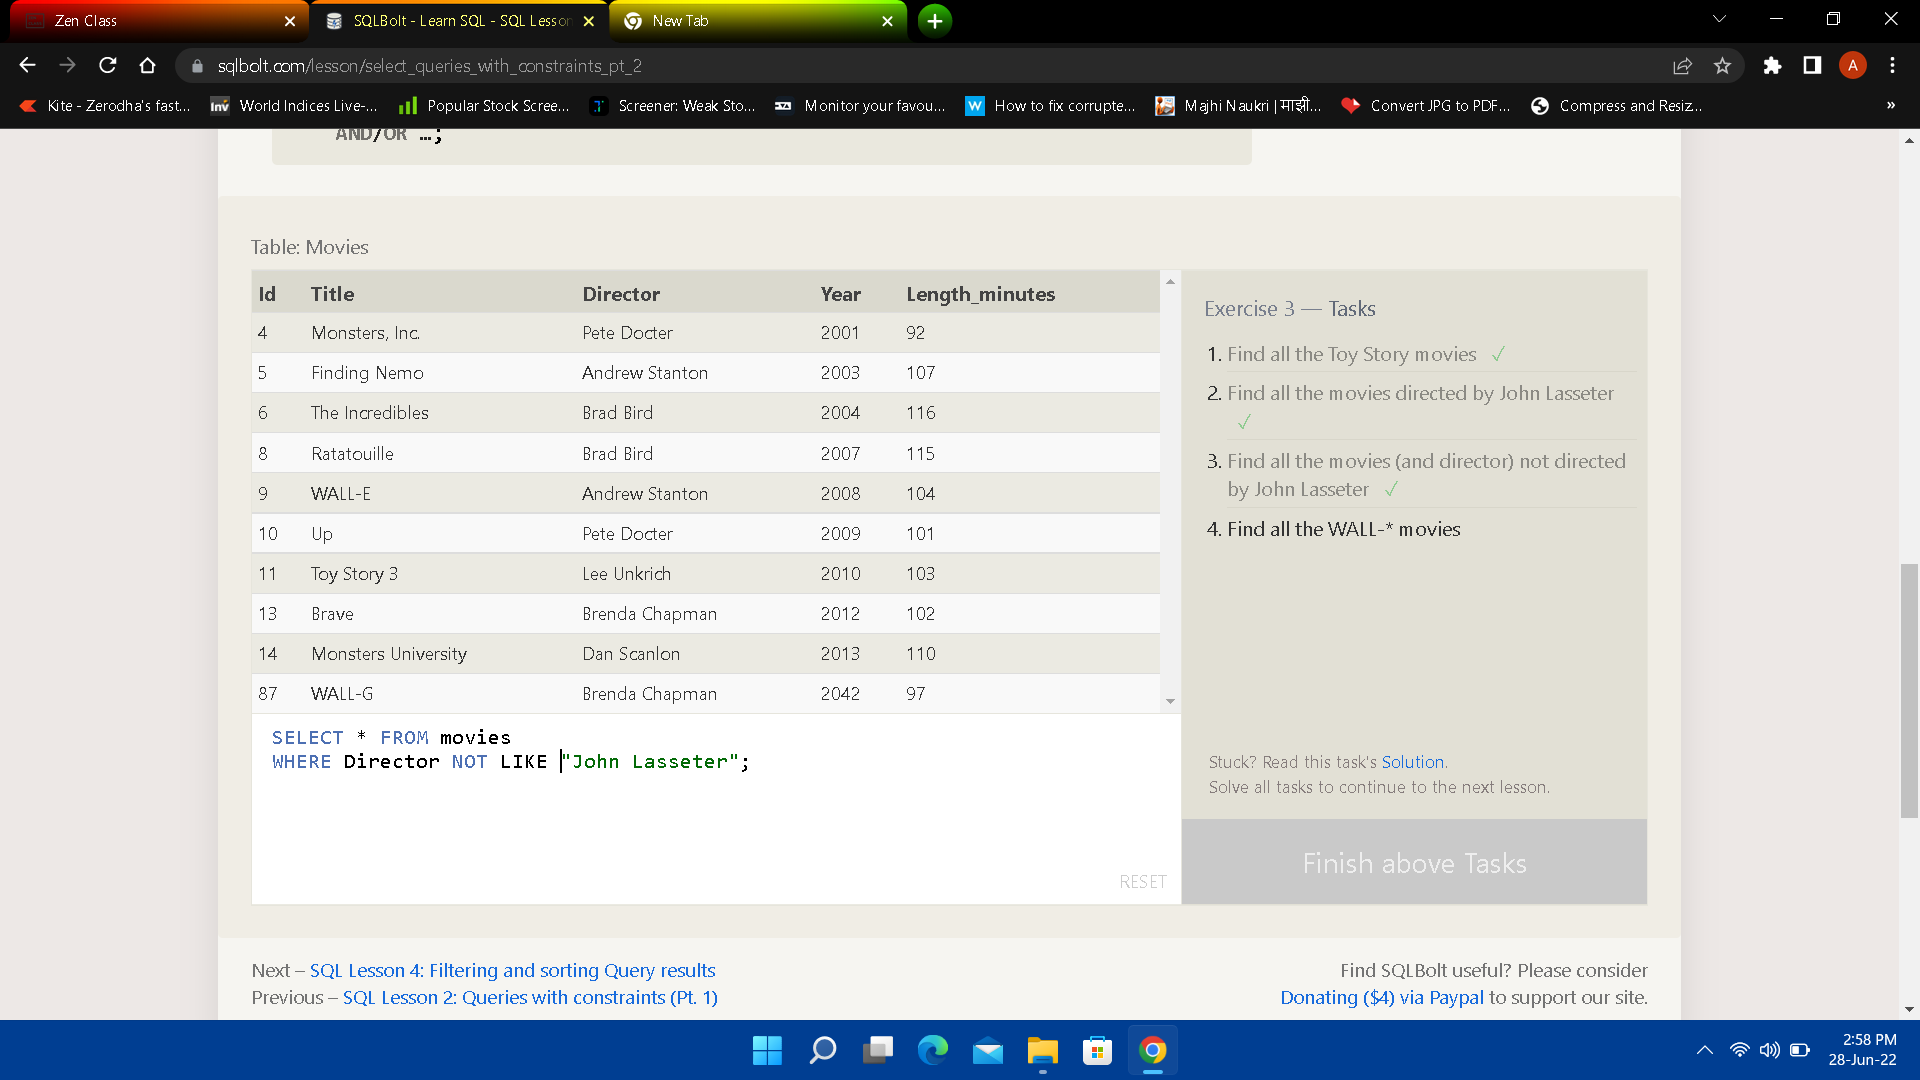 Zen Class
SQLBolt - Learn SQL - SQL Lesson
New Tab
sqlbolt.com/lesson/select_queries_with_constraints_pt_2
A
Kite - Zerodha's fast...
World Indices Live-...
Popular Stock Scree...
Screener: Weak Sto...
Monitor your favou...
How to fix corrupte...
Majhi Naukri | माझी...
Convert JPG to PDF...
Compress and Resiz...
»
AND/OR …;
Table: Movies
Id Title Director Year Length_minutes
4 Monsters, Inc. Pete Docter 2001 92
5 Finding Nemo Andrew Stanton 2003 107
6 The Incredibles Brad Bird 2004 116
8 Ratatouille Brad Bird 2007 115
9 WALL-E Andrew Stanton 2008 104
10 Up Pete Docter 2009 101
11 Toy Story 3 Lee Unkrich 2010 103
13 Brave Brenda Chapman 2012 102
14 Monsters University Dan Scanlon 2013 110
87 WALL-G Brenda Chapman 2042 97
SELECT * FROM movies
WHERE Director NOT LIKE "John Lasseter";
RESET
Exercise 3 — Tasks
1. Find all the Toy Story movies ✓
2. Find all the movies directed by John Lasseter
✓
3. Find all the movies (and director) not directed
by John Lasseter ✓
4. Find all the WALL-* movies
Stuck? Read this task's Solution.
Solve all tasks to continue to the next lesson.
Finish above Tasks
Next – SQL Lesson 4: Filtering and sorting Query results
Previous – SQL Lesson 2: Queries with constraints (Pt. 1)
Find SQLBolt useful? Please consider
Donating ($4) via Paypal to support our site.
2:58 PM
28-Jun-22